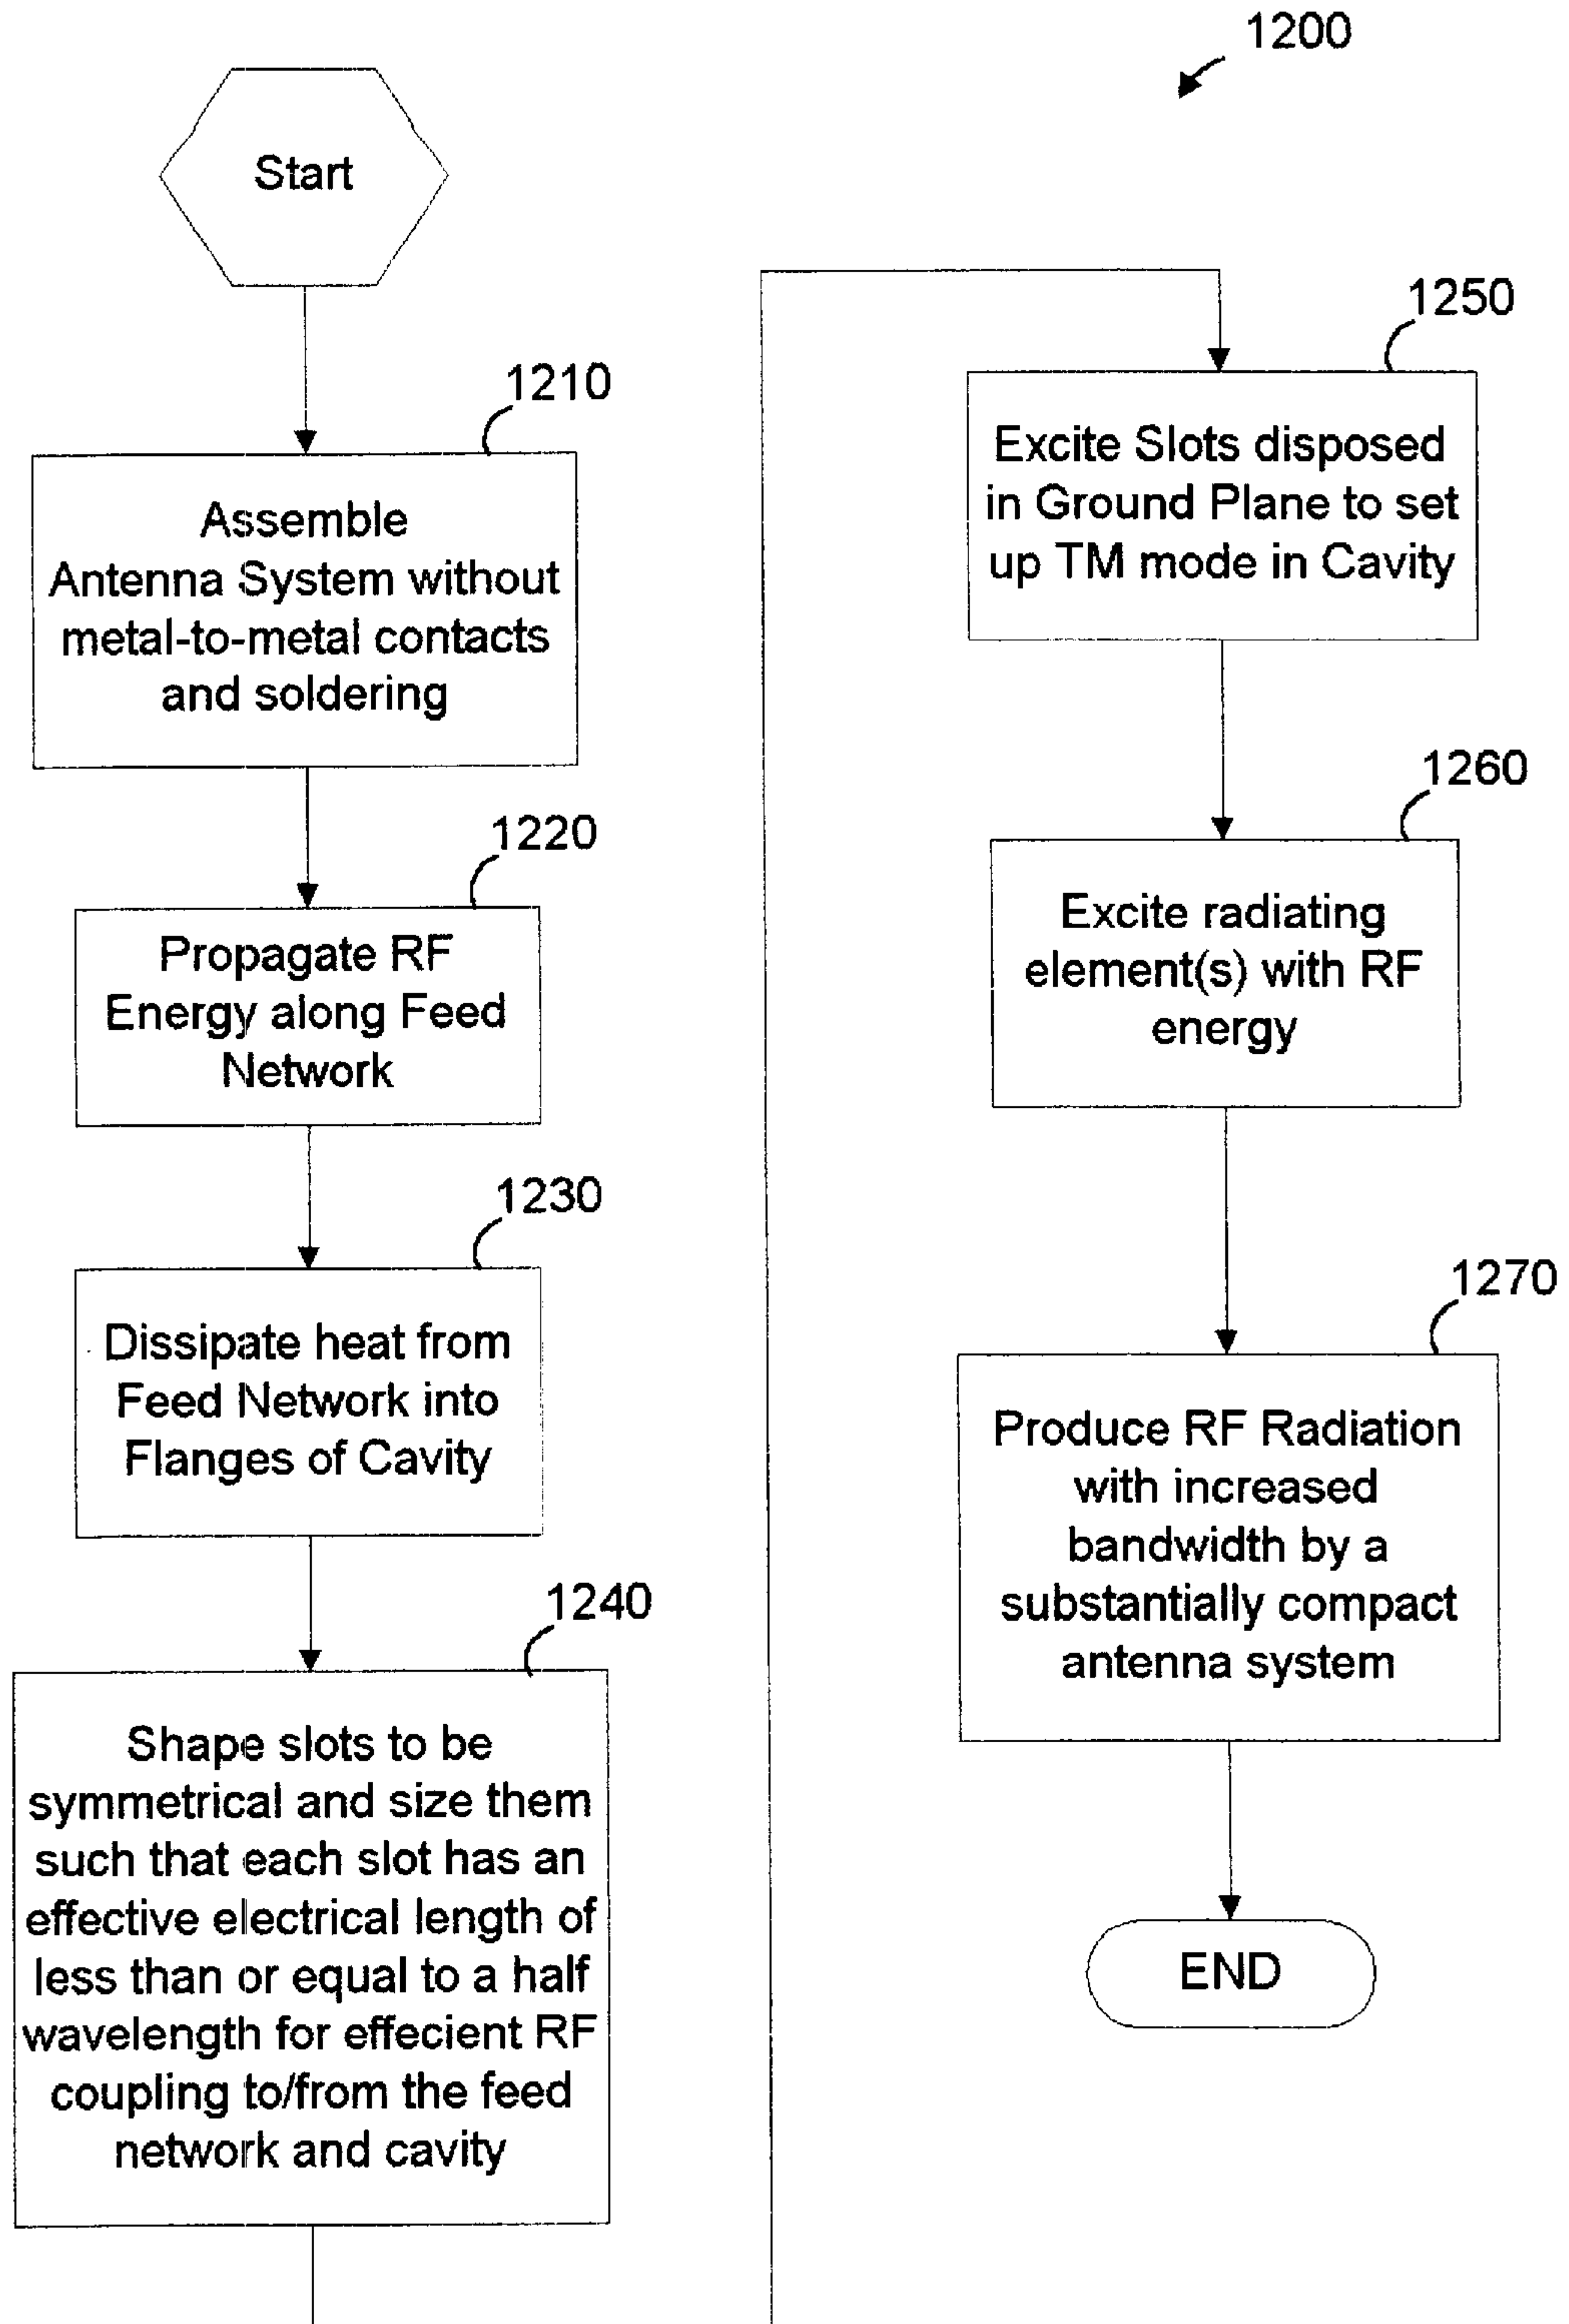 1200
Start
1210
Assemble
Antenna System without
metal-to-metal contacts
and soldering
1220
Propagate RF
Energy along Feed
Network
1230
Dissipate heat from
Feed Network into
Flanges of Cavity
1240
Shape slots to be
symmetrical and size them
such that each slot has an
effective electrical length of
less than or equal to a half
wavelength for effecient RF
coupling to/from the feed
network and cavity
1250
Excite Slots disposed
in Ground Plane to set
up TM mode in Cavity
1260
Excite radiating
element(s) with RF
energy
1270
Produce RF Radiation
with increased
bandwidth by a
substantially compact
antenna system
END